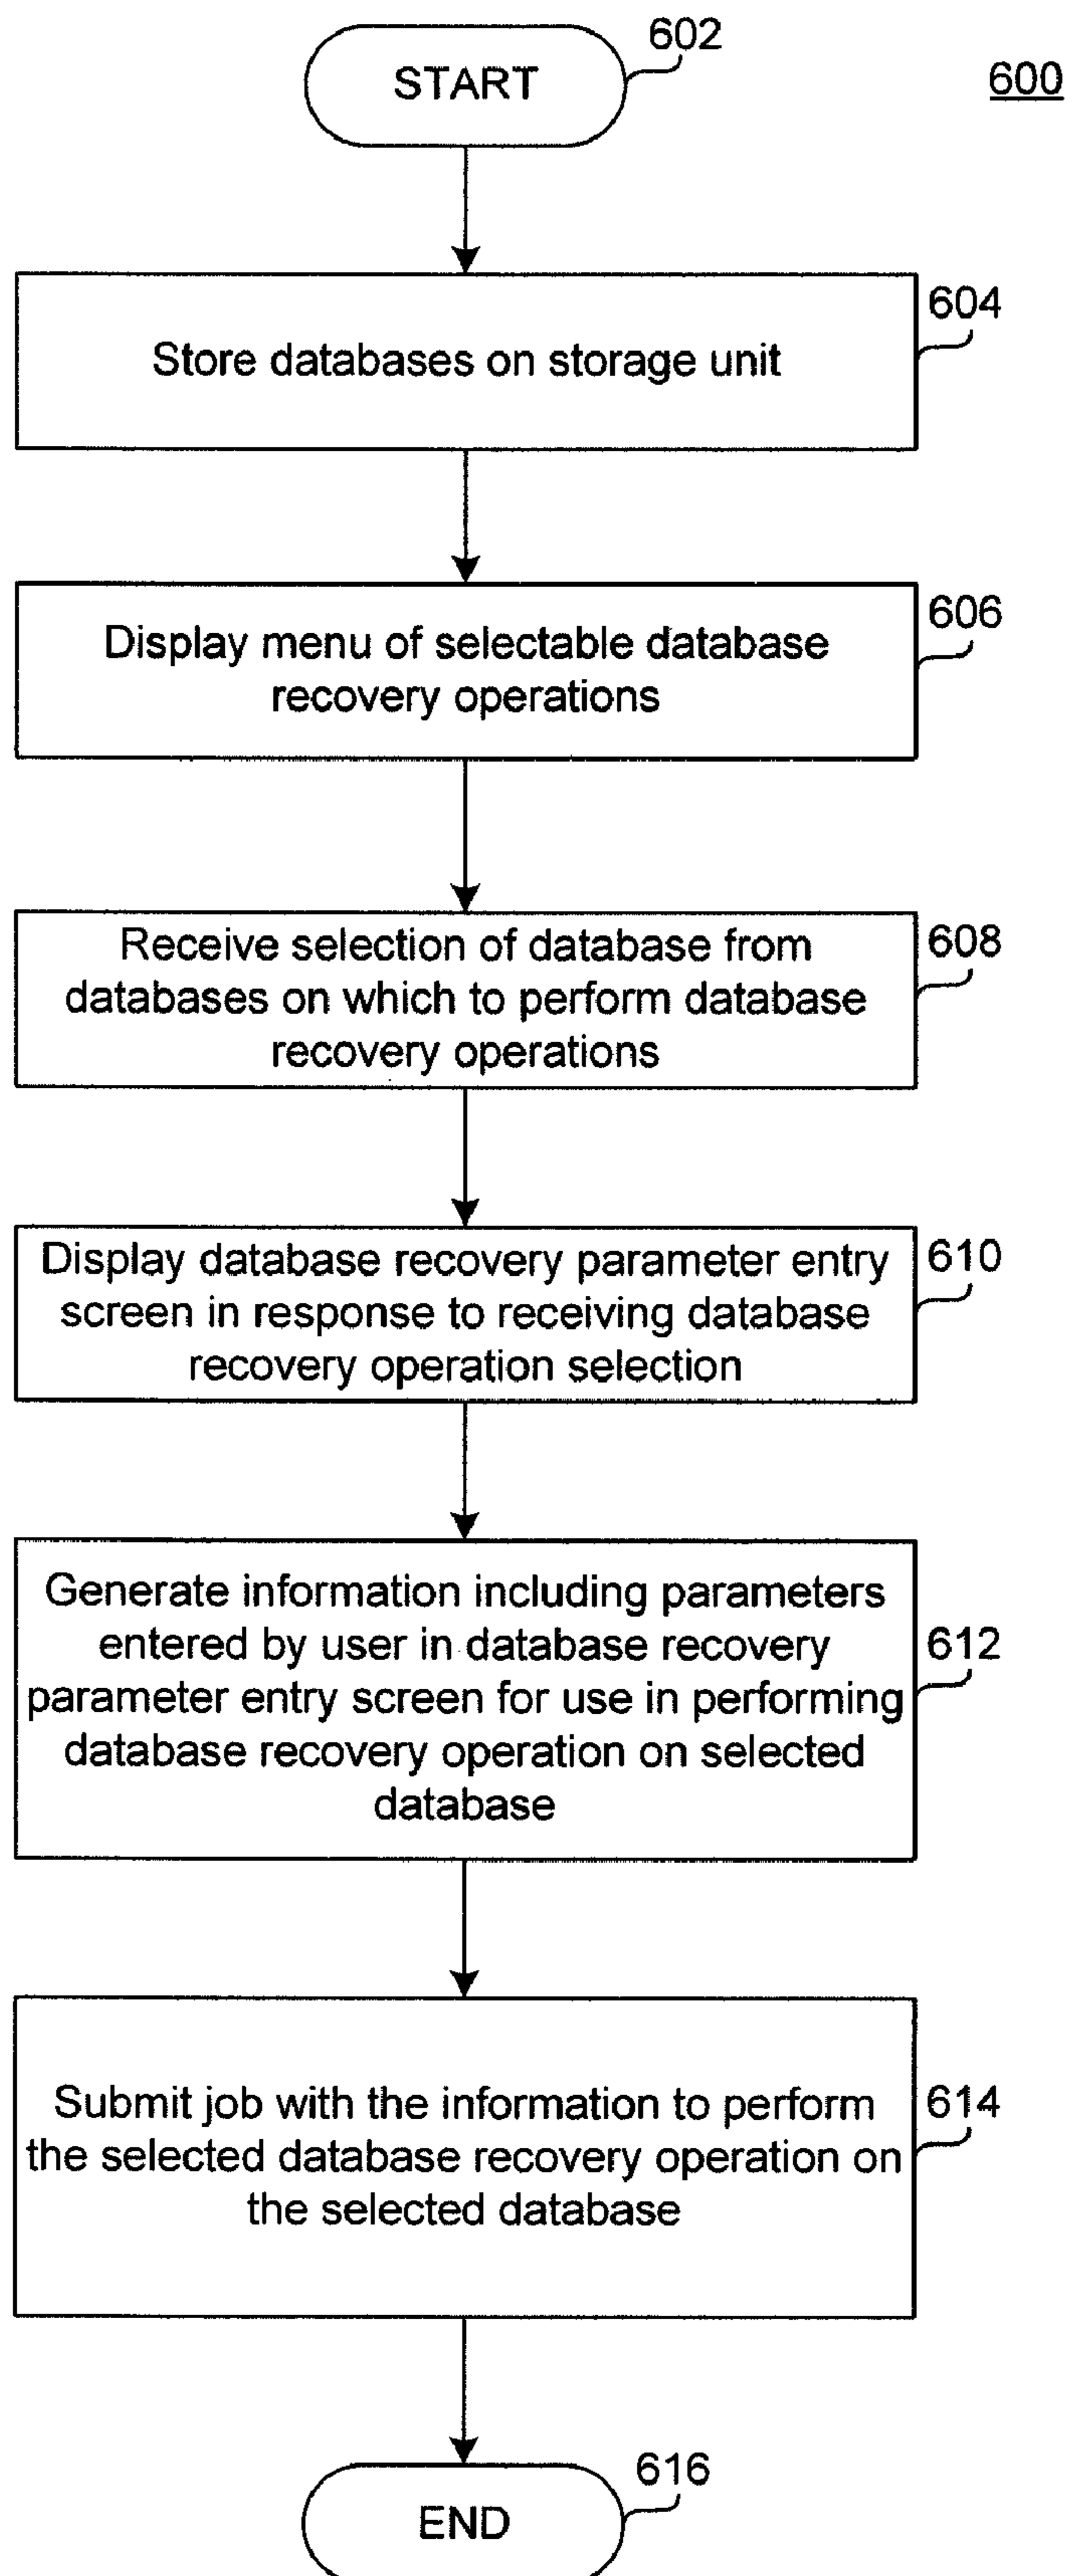 602
START
600
604
Store databases on storage unit
606
Display menu of selectable database
recovery operations
608
Receive selection of database from
databases on which to perform database
recovery operations
610
Display database recovery parameter entry
screen in response to receiving database
recovery operation selection
Generate information including parameters
entered by user in database recovery
612
parameter entry screen for use in performing
database recovery operation on selected
database
614
Submit job with the information to perform
the selected database recovery operation on
the selected database
616
END